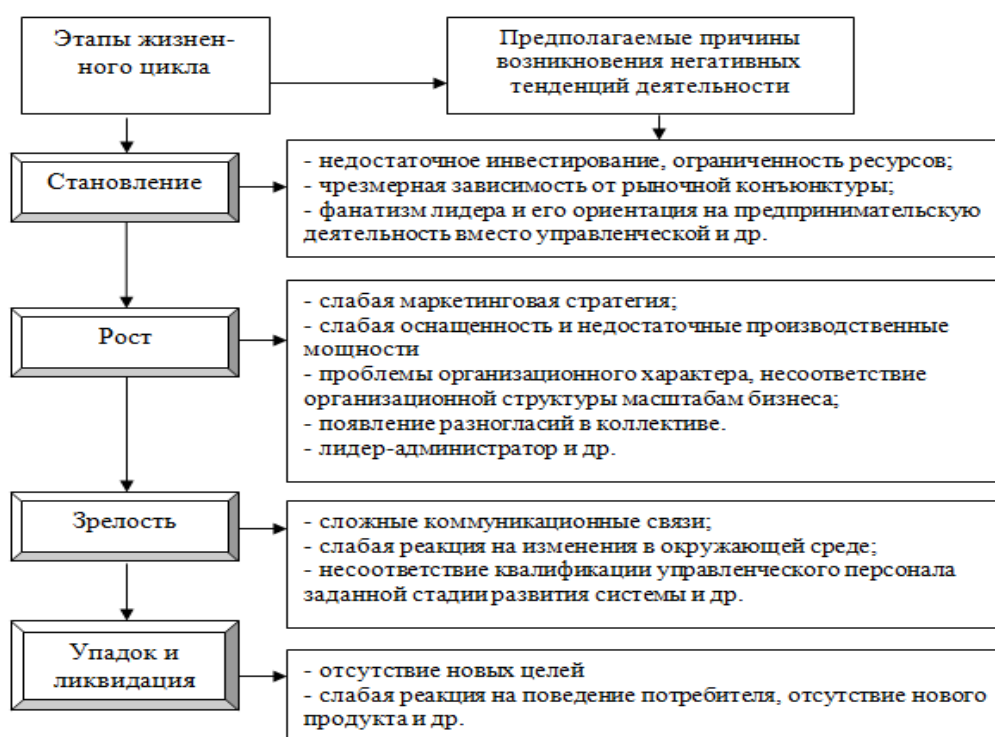 Этапы жизнен-
ного цикла
Предполагаемые причины
возникновения негативных
тенденций деятельности
Становление
- недостаточное инвестирование, ограниченность ресурсов;
- чрезмерная зависимость от рыночной конъюнктуры;
- фанатизм лидера и его ориентация на предпринимательскую
деятельность вместо управленческой и др.
Рост
- слабая маркетинговая стратегия;
- слабая оснащенность и недостаточные производственные
мощности
- проблемы организационного характера, несоответствие
организационной структуры масштабам бизнеса;
- появление разногласий в коллективе.
- лидер-администратор и др.
Зрелость
- сложные коммуникационные связи;
- слабая реакция на изменения в окружающей среде;
- несоответствие квалификации управленческого персонала
заданной стадии развития системы и др.
Упадок и
ликвидация
- отсутствие новых целей
- слабая реакция на поведение потребителя, отсутствие нового
продукта и др.